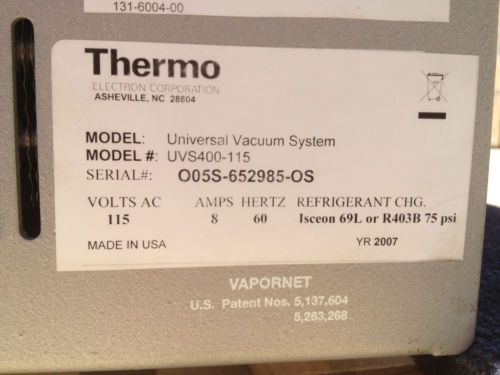 131-6004-00
Thermo
ELECTRON CORPORATION
ASHEVILLE, NC 28804
MODEL: Universal Vacuum System
MODEL #: UVS400-115
SERIAL#: O05S-652985-OS
VOLTS AC AMPS HERTZ REFRIGERANT CHG.
115 8 60 Isceon 69L or R403B 75 psi
MADE IN USA YR 2007
VAPORNET
U.S. Patent Nos. 5,137,604
5,263,268